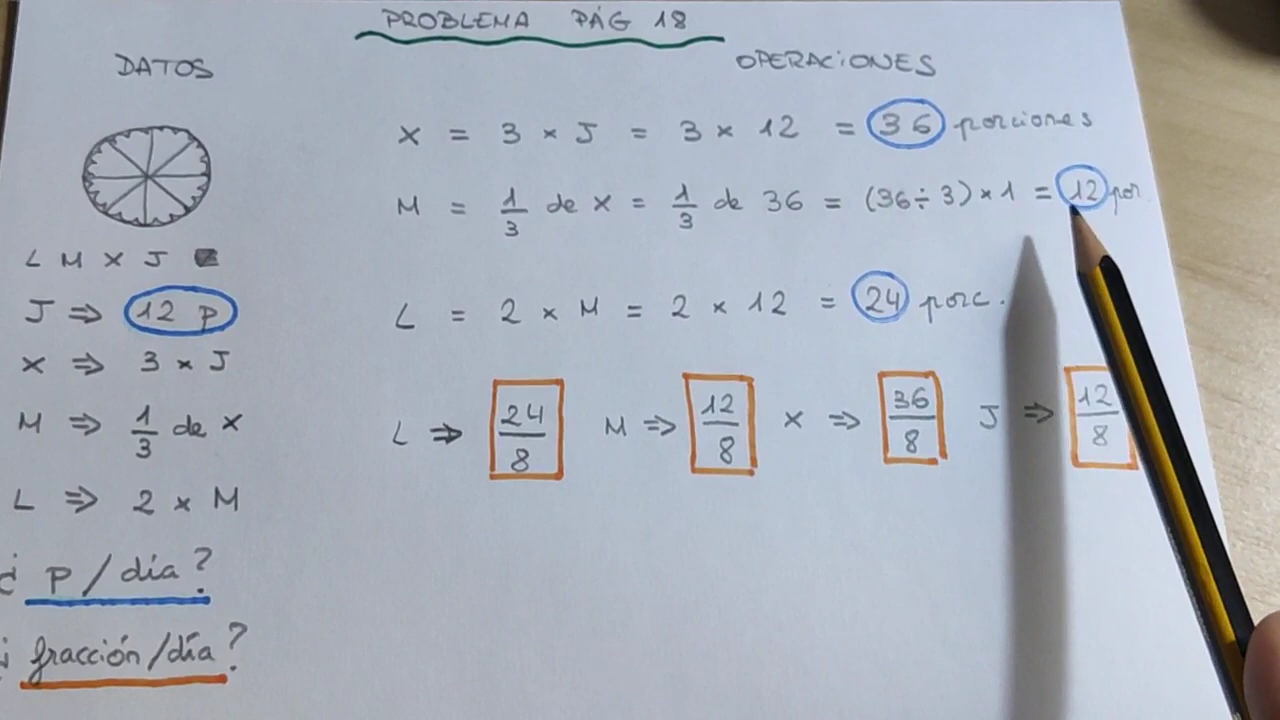 PROBLEMA PÁG 18
DATOS
L M X J
J ⇒ 12 p
X ⇒ 3 × J
M ⇒ 1/3 de X
L ⇒ 2 × M
¿ P / día?
¿ fracción/día?
OPERACIONES
X = 3 × J = 3 × 12 = 36 porciones
M = 1/3 de X = 1/3 de 36 = (36 ÷ 3) × 1 = 12 por.
L = 2 × M = 2 × 12 = 24 porc.
L ⇒ 24/8 M ⇒ 12/8 X ⇒ 36/8 J ⇒ 12/8